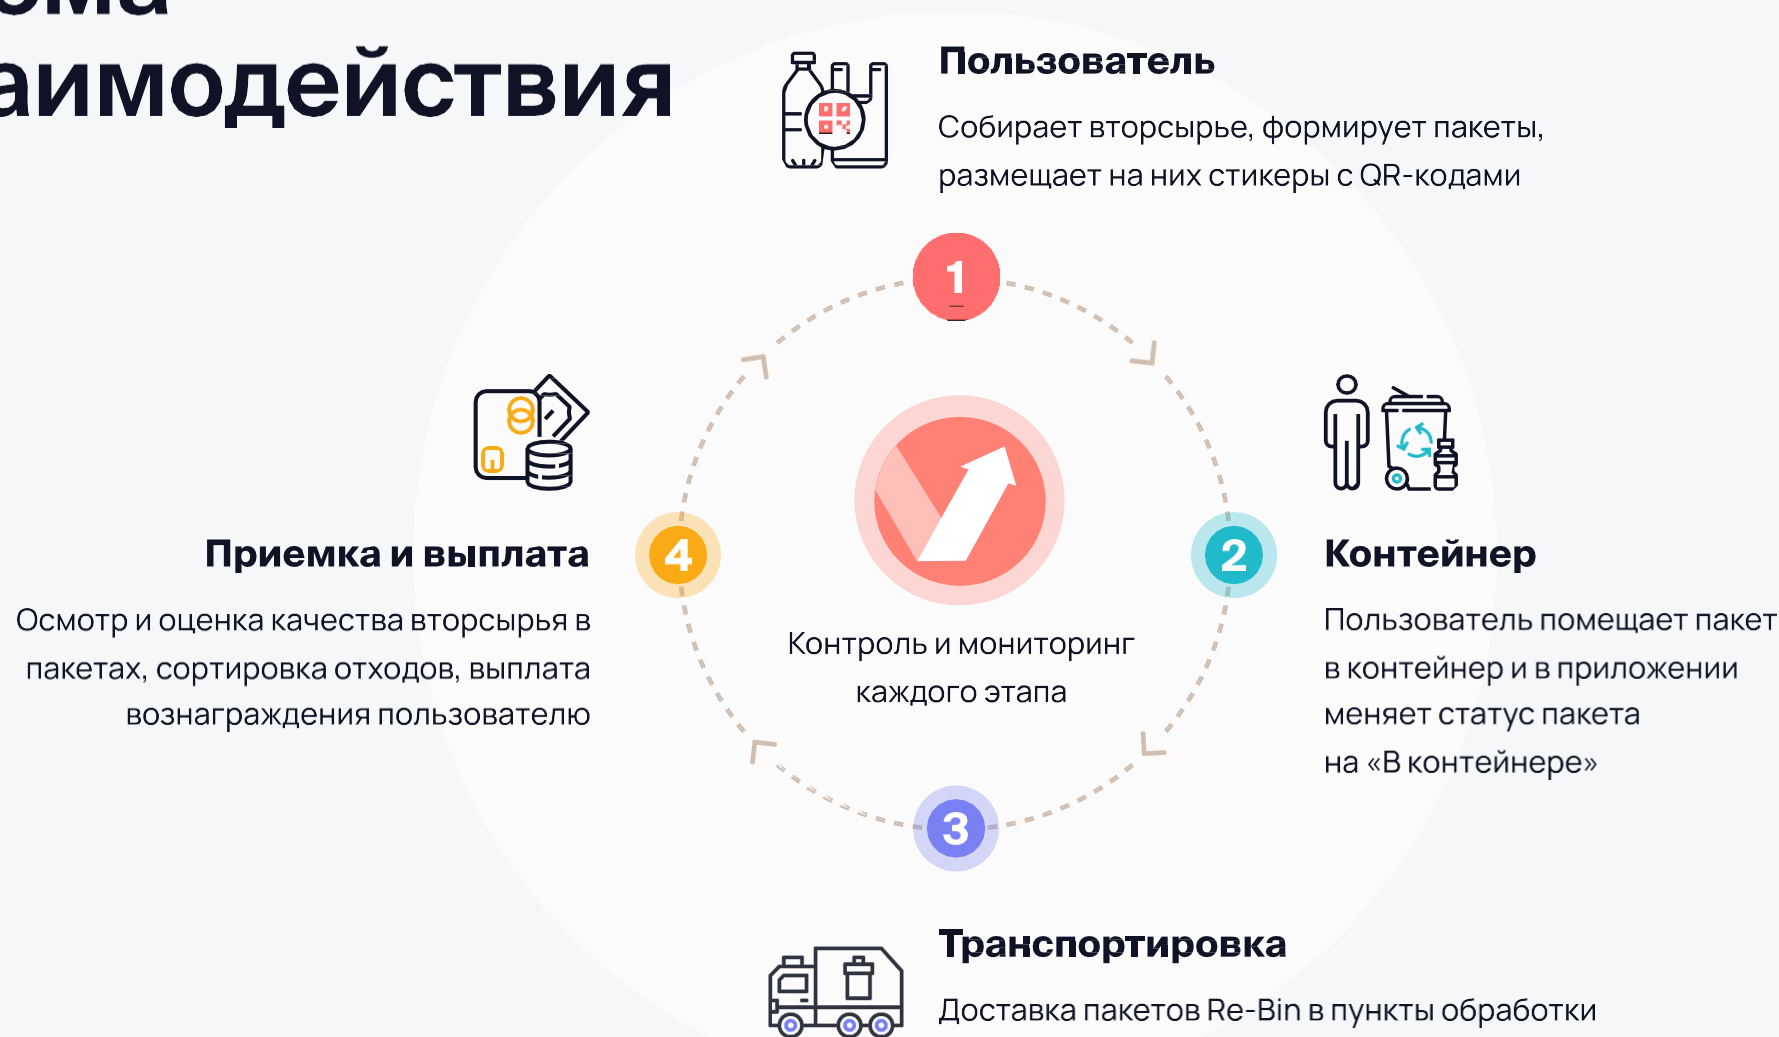 аимодействия
Пользователь
Собирает вторсырье, формирует пакеты,
размещает на них стикеры с QR-кодами
1
Приемка и выплата
Осмотр и оценка качества вторсырья в
пакетах, сортировка отходов, выплата
вознаграждения пользователю
4
Контроль и мониторинг
каждого этапа
2
Контейнер
Пользователь помещает пакет
в контейнер и в приложении
меняет статус пакета
на «В контейнере»
3
Транспортировка
Доставка пакетов Re-Bin в пункты обработки